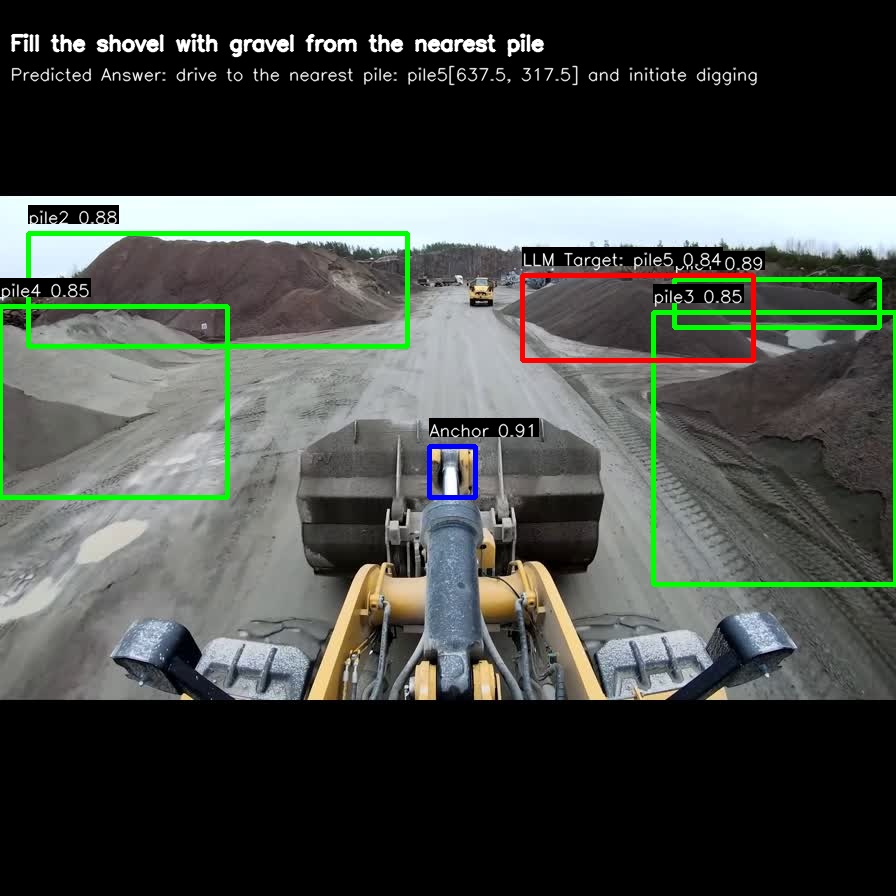 Fill the shovel with gravel from the nearest pile
Predicted Answer: drive to the nearest pile: pile5[637.5, 317.5] and initiate digging
pile2 0.88
LLM Target: pile5 0.84
0.89
pile4 0.85
pile3 0.85
Anchor 0.91